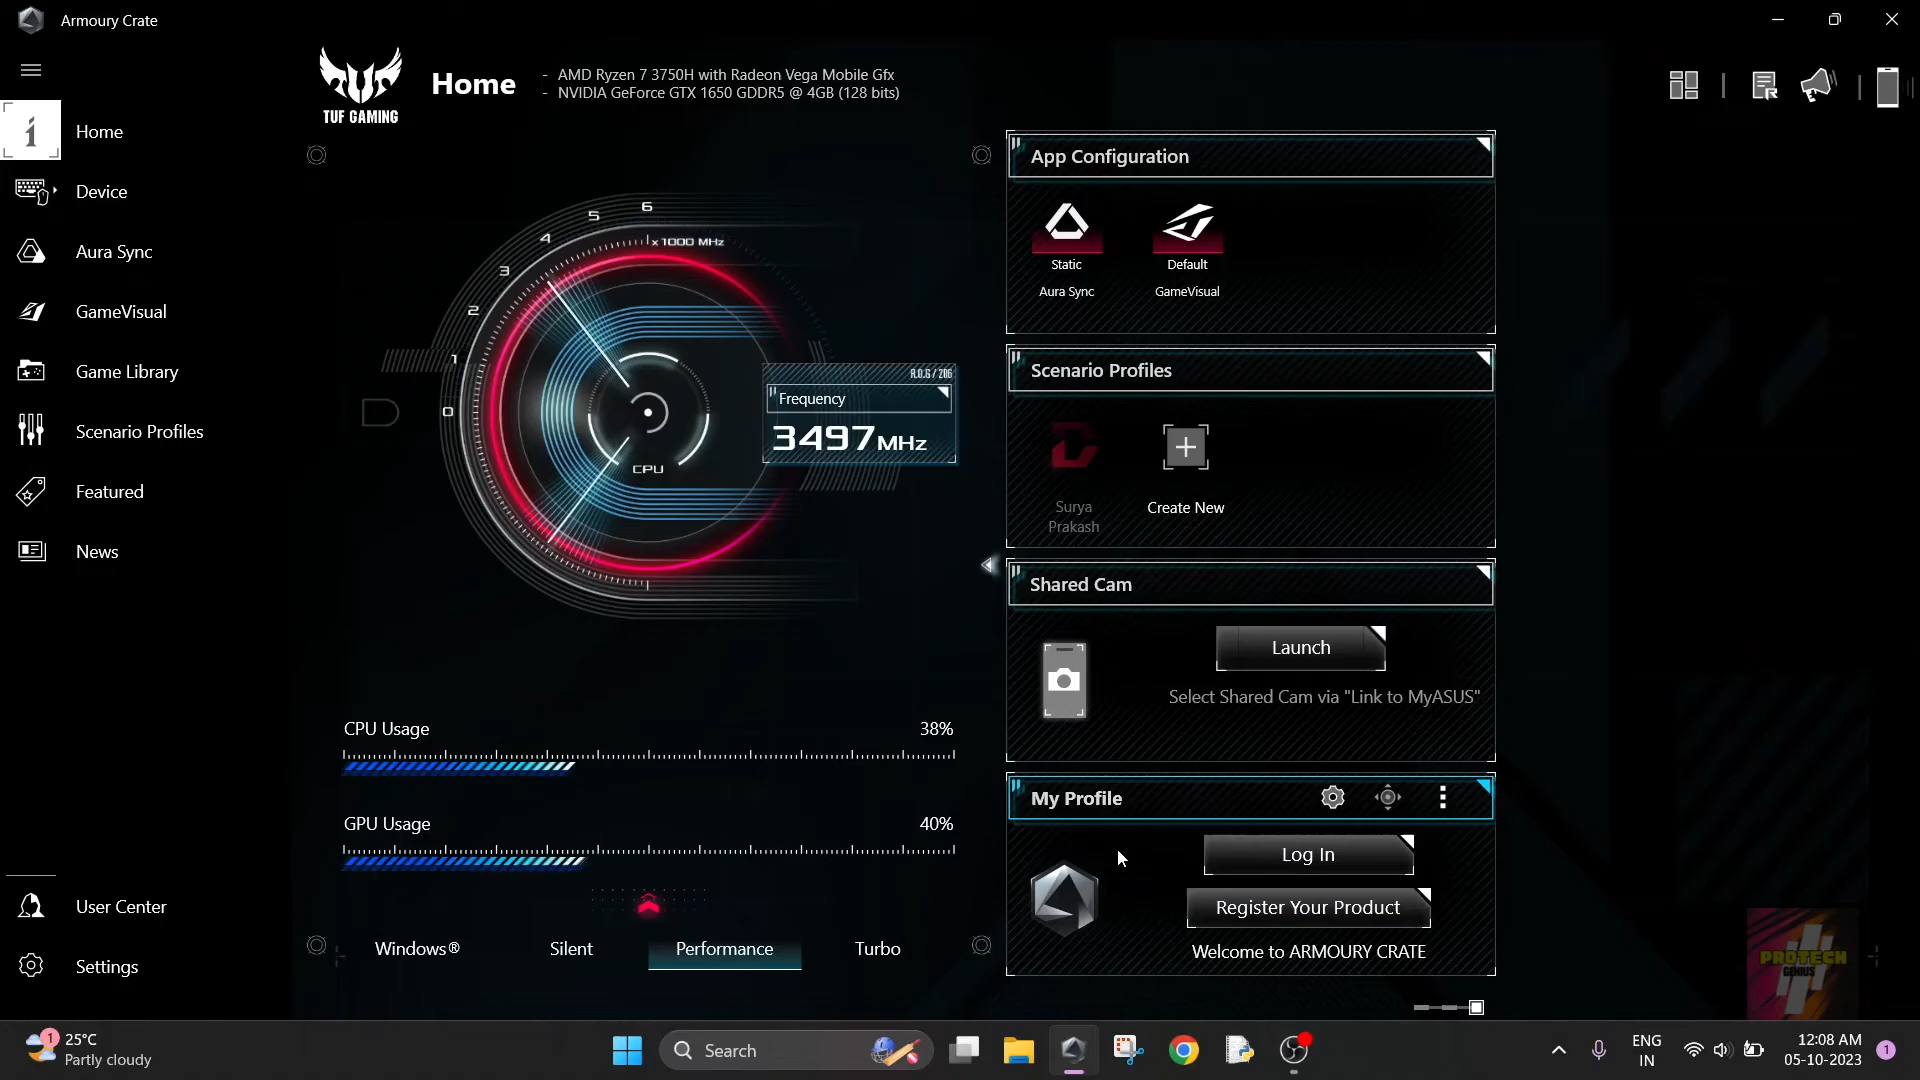 Armoury Crate
TUF GAMING
Home
- AMD Ryzen 7 3750H with Radeon Vega Mobile Gfx
- NVIDIA GeForce GTX 1650 GDDR5 @ 4GB (128 bits)
Home
Device
Aura Sync
GameVisual
Game Library
Scenario Profiles
Featured
News
User Center
Settings
0
1
2
3
4
5
6
x 1000 MHz
CPU
R.O.G / 206
Frequency
3497MHz
CPU Usage
38%
GPU Usage
40%
Windows®
Silent
Performance
Turbo
App Configuration
Static
Default
Aura Sync
GameVisual
Scenario Profiles
Surya
Prakash
Create New
Shared Cam
Launch
Select Shared Cam via "Link to MyASUS"
My Profile
Log In
Register Your Product
Welcome to ARMOURY CRATE
PROTECH
GENIUS
1
25°C
Partly cloudy
Search
ENG
IN
12:08 AM
05-10-2023
1